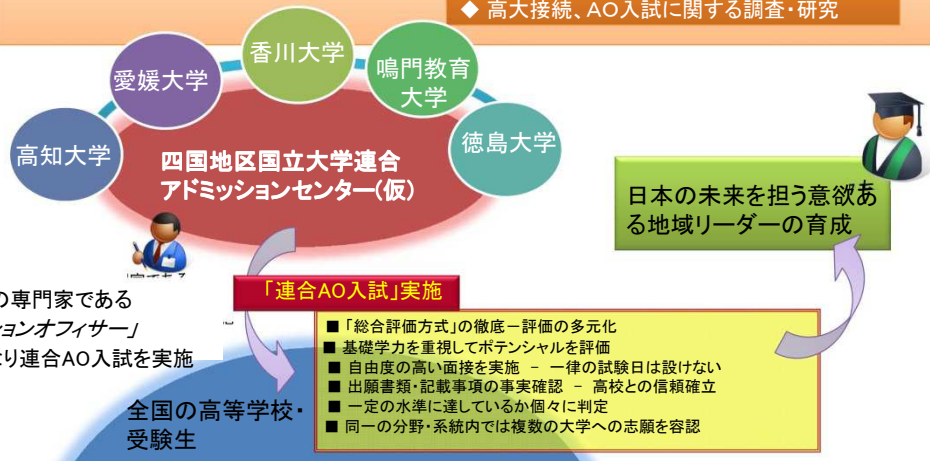 ◆ 高大接続、AO入試に関する調査・研究
香川大学
愛媛大学
鳴門教育
大学
高知大学
徳島大学
四国地区国立大学連合
アドミッションセンター(仮)
日本の未来を担う意欲あ
る地域リーダーの育成
の専門家である
ョンオフィサー」
り連合AO入試を実施
「連合AO入試」実施
■ 「総合評価方式」の徹底－評価の多元化
■ 基礎学力を重視してポテンシャルを評価
■ 自由度の高い面接を実施 － 一律の試験日は設けない
■ 出願書類・記載事項の事実確認 － 高校との信頼確立
■ 一定の水準に達しているか個々に判定
■ 同一の分野・系統内では複数の大学への志願を容認
全国の高等学校・
受験生